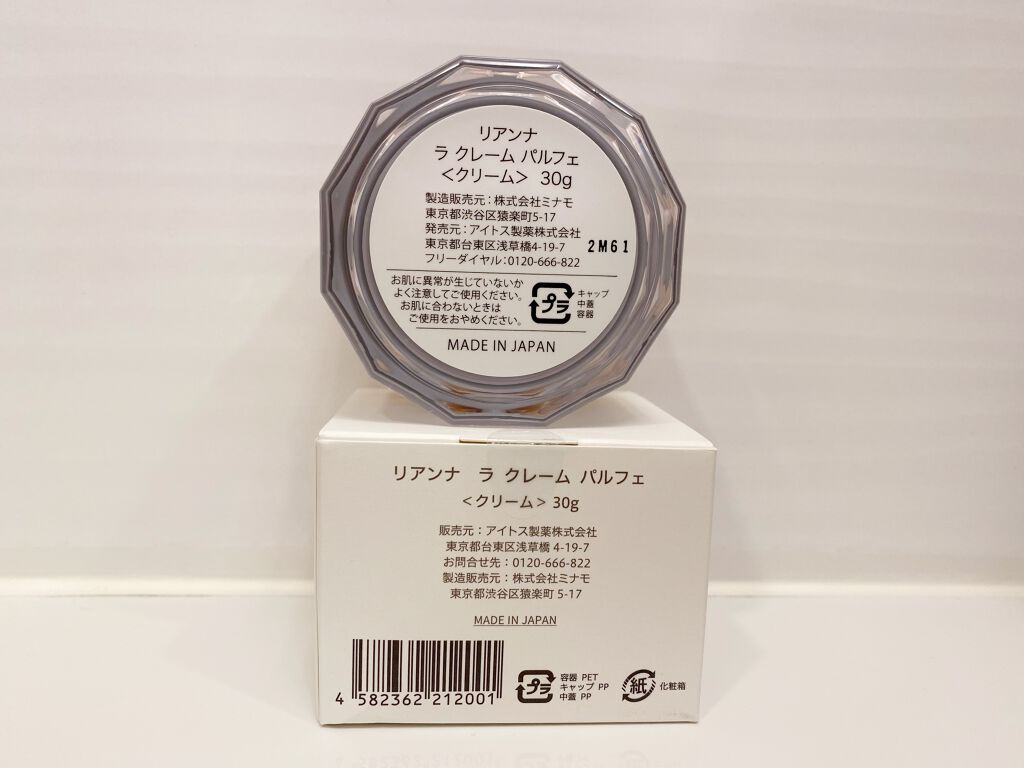 リアンナ
ラ クレーム パルフェ
<クリーム> 30g
製造販売元：株式会社ミナモ
東京都渋谷区猿楽町5-17
発売元：アイトス製薬株式会社
東京都台東区浅草橋4-19-7
フリーダイヤル：0120-666-822
2M61
お肌に異常が生じていないか
よく注意してご使用ください。
お肌に合わないときは
ご使用をおやめください。
プラ
キャップ
中蓋
容器
MADE IN JAPAN
リアンナ ラ クレーム パルフェ
<クリーム> 30g
販売元：アイトス製薬株式会社
東京都台東区浅草橋 4-19-7
お問合せ先：0120-666-822
製造販売元：株式会社ミナモ
東京都渋谷区猿楽町 5-17
MADE IN JAPAN
4 582362 212001
プラ
容器 PET
キャップ PP
中蓋 PP
紙
化粧箱